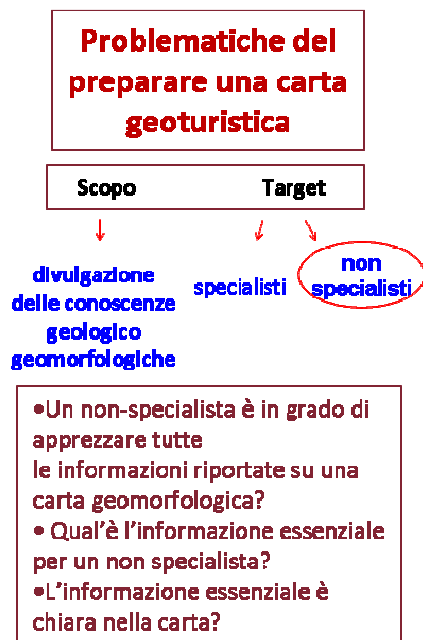 Problematiche del
preparare una carta
geoturistica
Scopo Target
divulgazione
delle conoscenze
geologico
geomorfologiche
specialisti
non
specialisti
•Un non-specialista è in grado di
apprezzare tutte
le informazioni riportate su una
carta geomorfologica?
• Qual’è l’informazione essenziale
per un non specialista?
•L’informazione essenziale è
chiara nella carta?